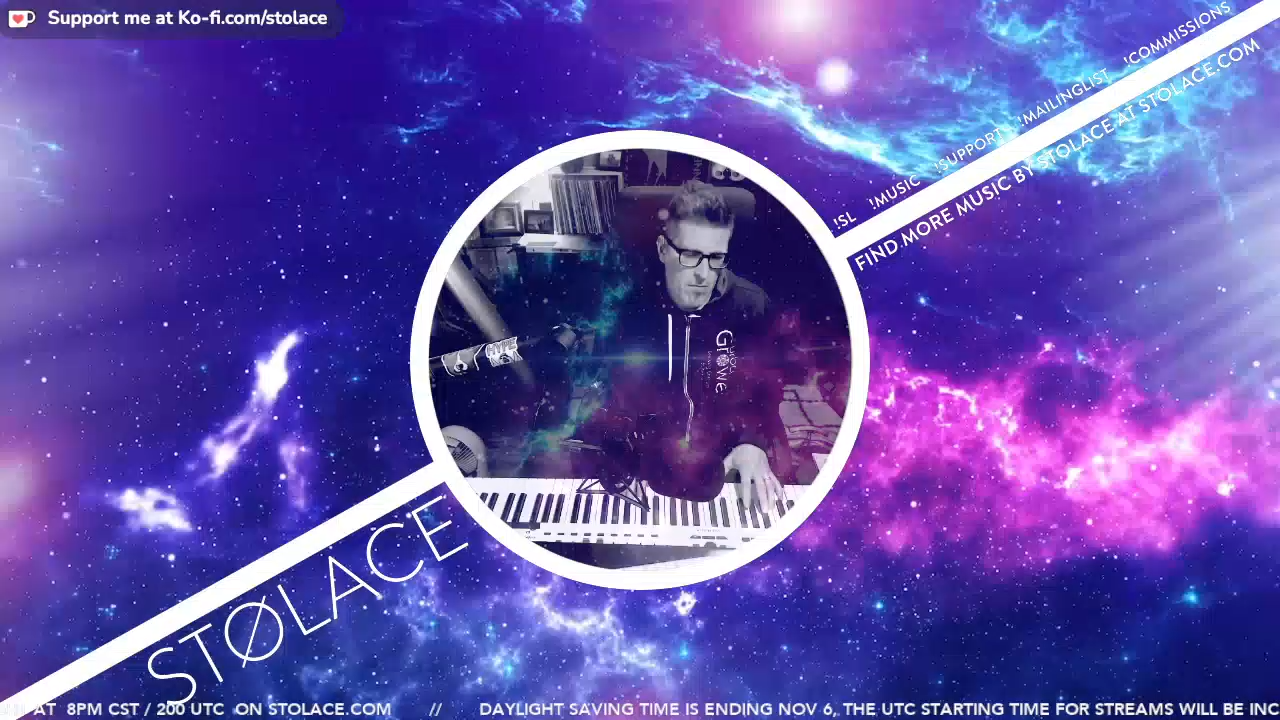 Support me at Ko-fi.com/stolace
!SL !MUSIC !SUPPORT !MAILINGLIST !COMMISSIONS
FIND MORE MUSIC BY STOLACE AT STOLACE.COM
HYPE
Growe
STØLACE
AT 8PM CST / 200 UTC ON STOLACE.COM // DAYLIGHT SAVING TIME IS ENDING NOV 6, THE UTC STARTING TIME FOR STREAMS WILL BE INC